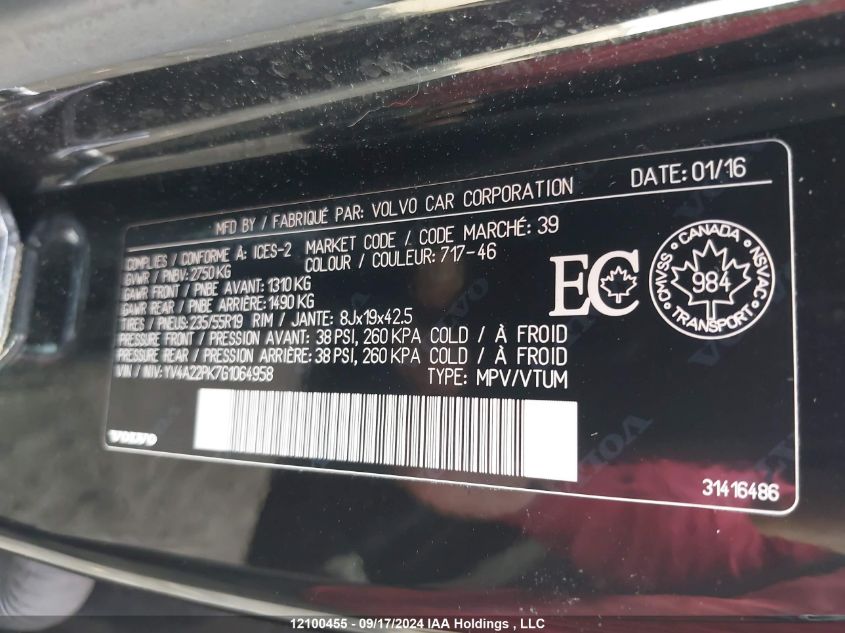 MFD BY / FABRIQUÉ PAR: VOLVO CAR CORPORATION DATE: 01/16
COMPLIES / CONFORME À: ICES-2 MARKET CODE / CODE MARCHÉ: 39
GVWR / PNBV: 2750 KG COLOUR / COULEUR: 717-46
GAWR FRONT / PNBE AVANT: 1310 KG
GAWR REAR / PNBE ARRIÈRE: 1490 KG
TIRES / PNEUS: 235/55R19 RIM / JANTE: 8Jx19x42.5
PRESSURE FRONT / PRESSION AVANT: 38 PSI, 260 KPA COLD / À FROID
PRESSURE REAR / PRESSION ARRIÈRE: 38 PSI, 260 KPA COLD / À FROID
VIN / NIV: YV4A22PK7G1064958 TYPE: MPV/VTUM
EC
CANADA
CMVSS 984 NSVAC
TRANSPORT
VOLVO
31416486
12100455 - 09/17/2024 IAA Holdings , LLC